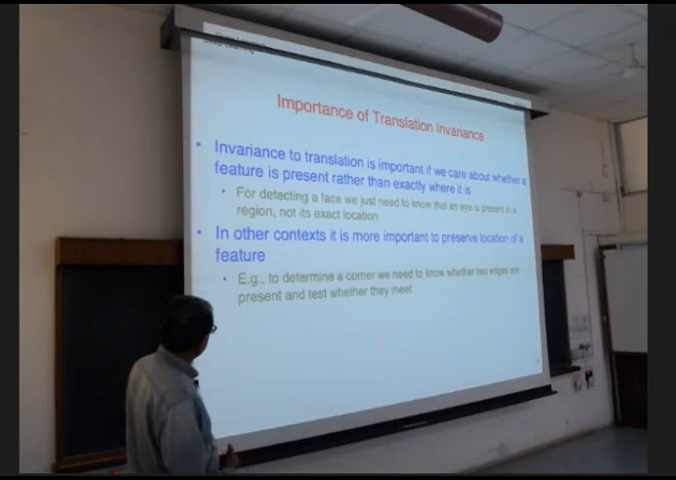 Deep Learning
Importance of Translation Invariance
• Invariance to translation is important if we care about whether a
feature is present rather than exactly where it is
• For detecting a face we just need to know that an eye is present in a
region, not its exact location
• In other contexts it is more important to preserve location of a
feature
• E.g., to determine a corner we need to know whether two edges are
present and test whether they meet